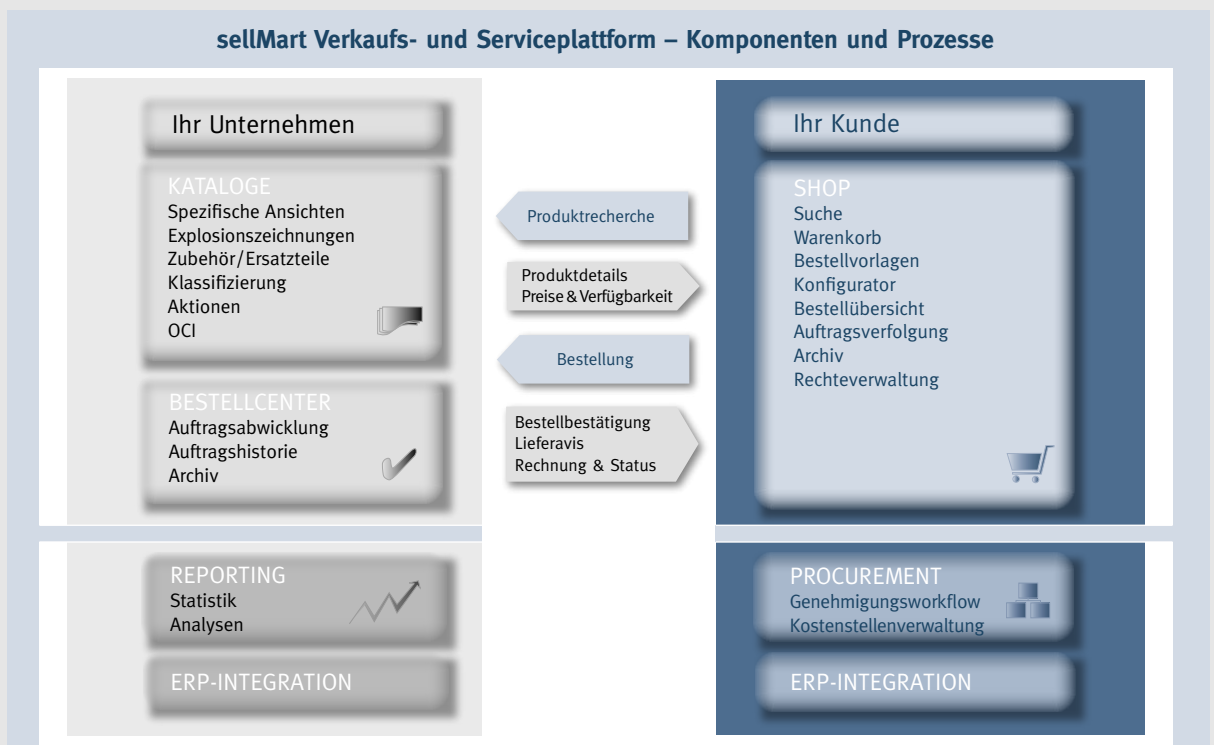 sellMart Verkaufs- und Serviceplattform – Komponenten und Prozesse
Ihr Unternehmen
KATALOGE
Spezifische Ansichten
Explosionszeichnungen
Zubehör/Ersatzteile
Klassifizierung
Aktionen
OCI
BESTELLCENTER
Auftragsabwicklung
Auftragshistorie
Archiv
REPORTING
Statistik
Analysen
ERP-INTEGRATION
Produktrecherche
Produktdetails
Preise & Verfügbarkeit
Bestellung
Bestellbestätigung
Lieferavis
Rechnung & Status
Ihr Kunde
SHOP
Suche
Warenkorb
Bestellvorlagen
Konfigurator
Bestellübersicht
Auftragsverfolgung
Archiv
Rechteverwaltung
PROCUREMENT
Genehmigungsworkflow
Kostenstellenverwaltung
ERP-INTEGRATION